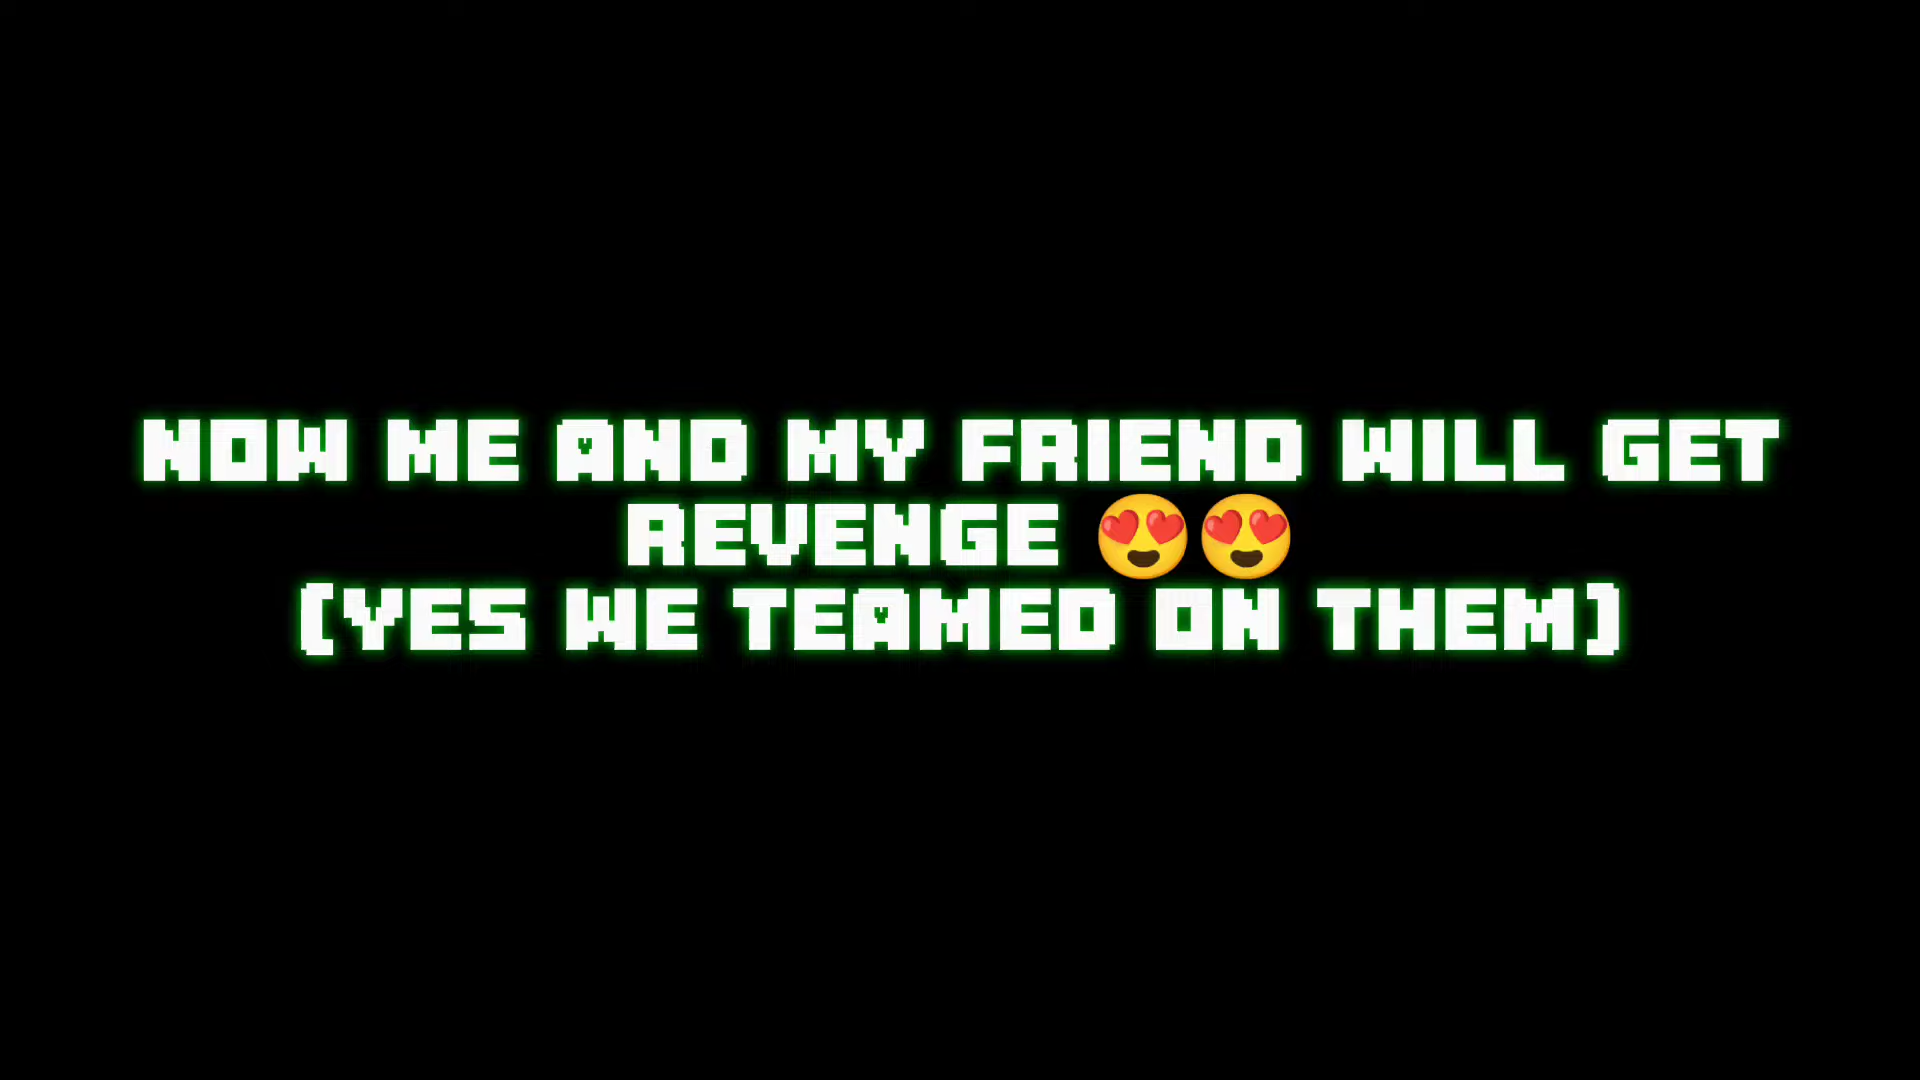 NOW ME AND MY FRIEND WILL GET
REVENGE 😍😍
(YES WE TEAMED ON THEM)